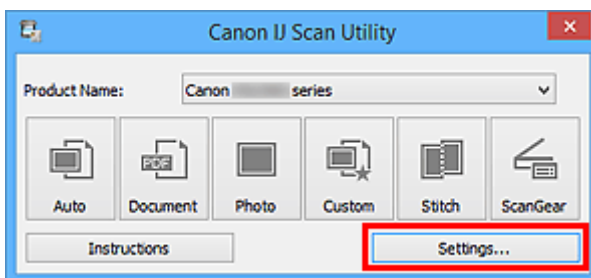 Canon IJ Scan Utility
Product Name: Canon series
PDF
Auto Document Photo Custom Stitch ScanGear
Instructions Settings...